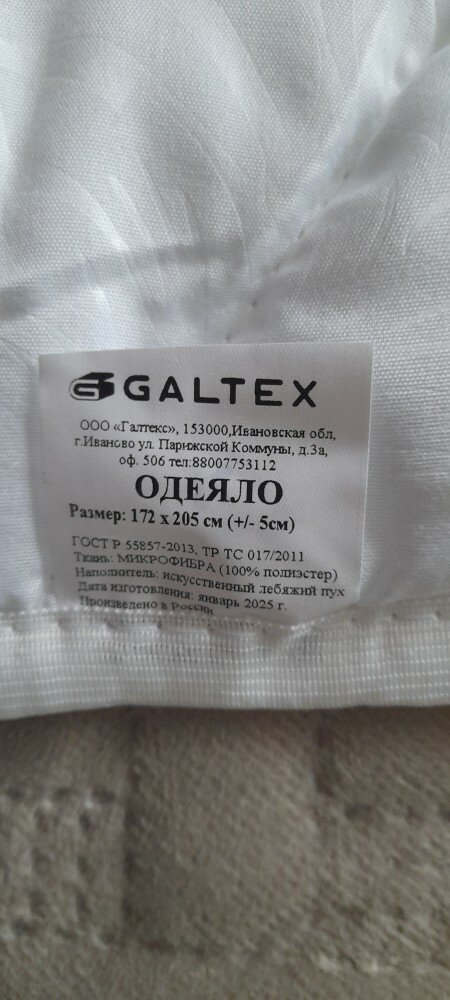 GALTEX
ООО «Галтекс», 153000,Ивановская обл,
г.Иваново ул. Парижской Коммуны, д.3а,
оф. 506 тел:88007753112
ОДЕЯЛО
Размер: 172 х 205 см (+/- 5см)
ГОСТ Р 55857-2013, ТР ТС 017/2011
Ткань: МИКРОФИБРА (100% полиэстер)
Наполнитель: искусственный лебяжий пух
Дата изготовления: январь 2025 г.
Произведено в России